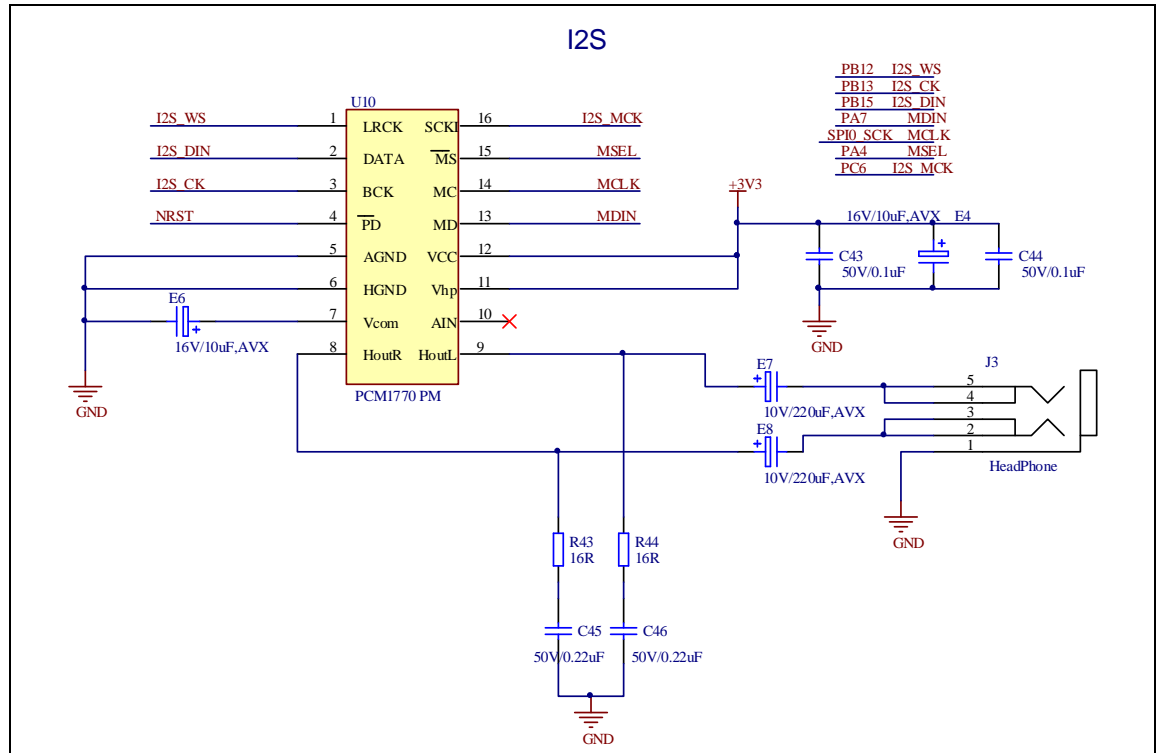 I2S
PB12 I2S_WS
PB13 I2S_CK
PB15 I2S_DIN
PA7 MDIN
SPI0_SCK MCLK
PA4 MSEL
PC6 I2S_MCK
U10
I2S_WS 1 LRCK SCKI 16 I2S_MCK
I2S_DIN 2 DATA MS 15 MSEL
I2S_CK 3 BCK MC 14 MCLK
NRST 4 PD MD 13 MDIN
5 AGND VCC 12
6 HGND Vhp 11
7 Vcom AIN 10
8 HoutR HoutL 9
PCM1770 PM
E6
16V/10uF,AVX
GND
+3V3
16V/10uF,AVX E4
C43
50V/0.1uF
C44
50V/0.1uF
GND
E7
10V/220uF,AVX
E8
10V/220uF,AVX
J3
5
4
3
2
1
HeadPhone
GND
R43
16R
R44
16R
C45
50V/0.22uF
C46
50V/0.22uF
GND